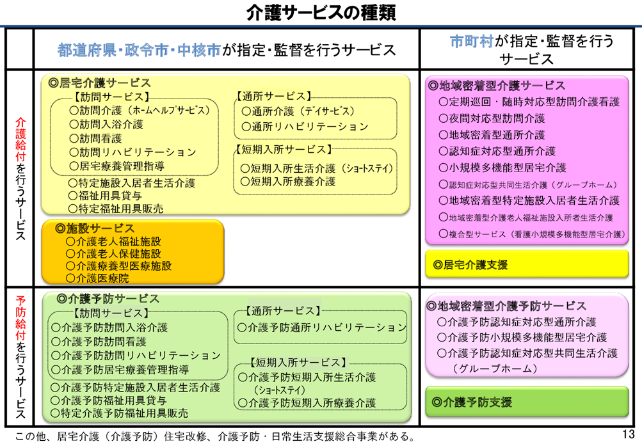 介護サービスの種類
都道府県・政令市・中核市が指定・監督を行うサービス
市町村が指定・監督を行う
サービス
介護給付を行うサービス
◎居宅介護サービス
【訪問サービス】
○訪問介護（ホームヘルプサービス）
○訪問入浴介護
○訪問看護
○訪問リハビリテーション
○居宅療養管理指導
○特定施設入居者生活介護
○福祉用具貸与
○特定福祉用具販売
【通所サービス】
○通所介護（デイサービス）
○通所リハビリテーション
【短期入所サービス】
○短期入所生活介護（ショートステイ）
○短期入所療養介護
◎施設サービス
○介護老人福祉施設
○介護老人保健施設
○介護療養型医療施設
○介護医療院
◎地域密着型介護サービス
○定期巡回・随時対応型訪問介護看護
○夜間対応型訪問介護
○地域密着型通所介護
○認知症対応型通所介護
○小規模多機能型居宅介護
○認知症対応型共同生活介護（グループホーム）
○地域密着型特定施設入居者生活介護
○地域密着型介護老人福祉施設入所者生活介護
○複合型サービス（看護小規模多機能型居宅介護）
◎居宅介護支援
予防給付を行うサービス
◎介護予防サービス
【訪問サービス】
○介護予防訪問入浴介護
○介護予防訪問看護
○介護予防訪問リハビリテーション
○介護予防居宅療養管理指導
○介護予防特定施設入居者生活介護
○介護予防福祉用具貸与
○特定介護予防福祉用具販売
【通所サービス】
○介護予防通所リハビリテーション
【短期入所サービス】
○介護予防短期入所生活介護
（ショートステイ）
○介護予防短期入所療養介護
◎地域密着型介護予防サービス
○介護予防認知症対応型通所介護
○介護予防小規模多機能型居宅介護
○介護予防認知症対応型共同生活介護
（グループホーム）
◎介護予防支援
この他、居宅介護（介護予防）住宅改修、介護予防・日常生活支援総合事業がある。
13